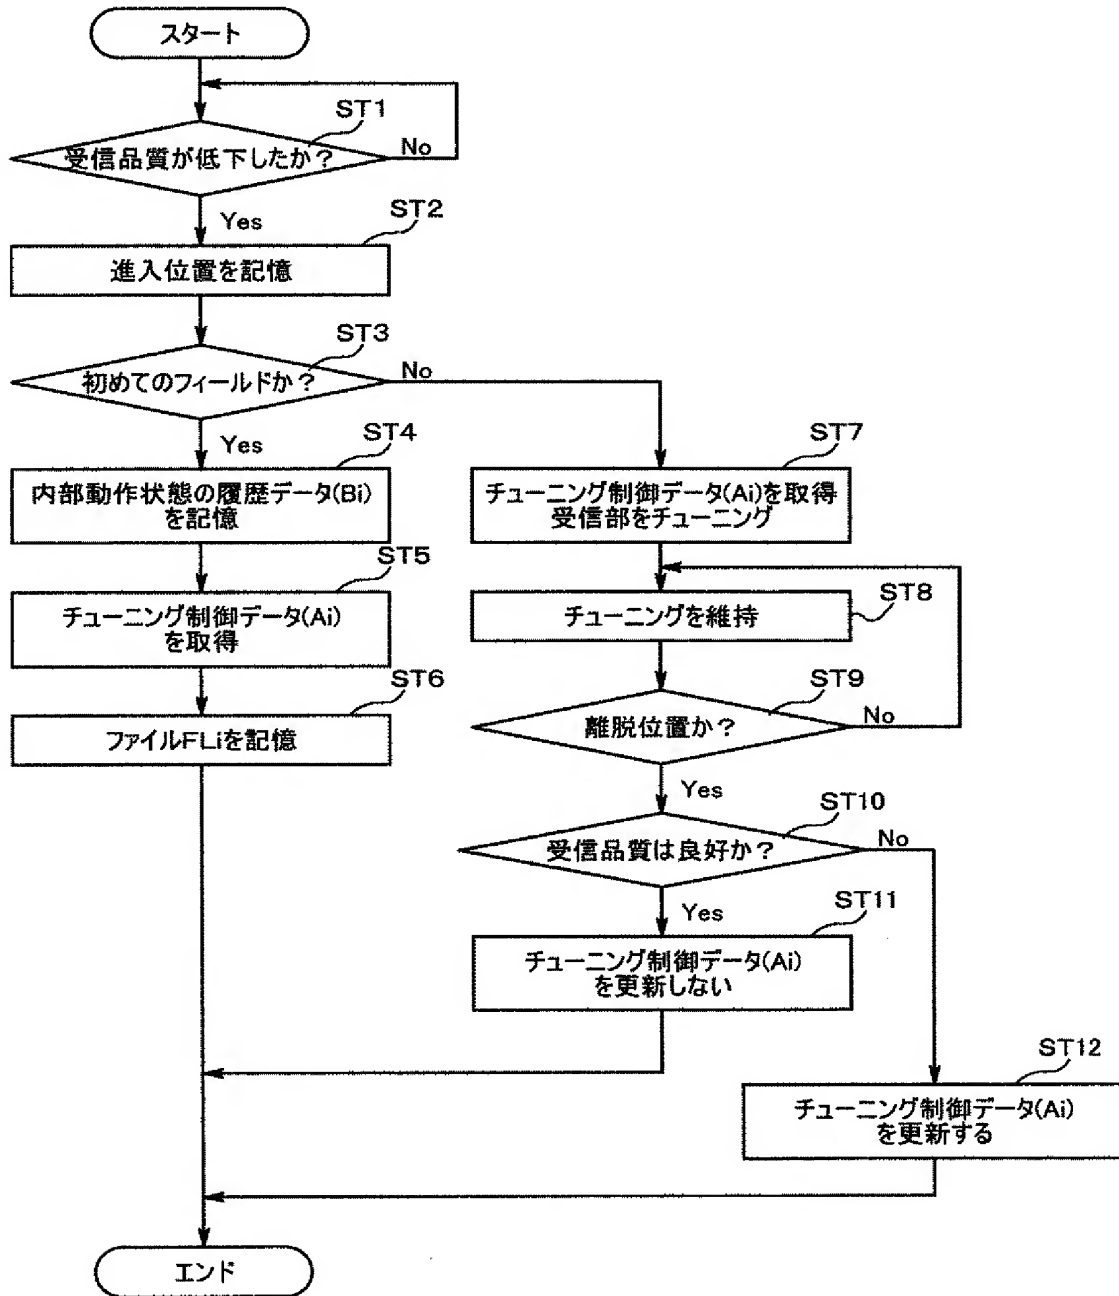 スタート
ST1
受信品質が低下したか？
No
Yes
ST2
進入位置を記憶
ST3
初めてのフィールドか？
No
Yes
ST4
内部動作状態の履歴データ(Bi)
を記憶
ST5
チューニング制御データ(Ai)
を取得
ST6
ファイルFLiを記憶
ST7
チューニング制御データ(Ai)を取得
受信部をチューニング
ST8
チューニングを維持
ST9
離脱位置か？
No
Yes
ST10
受信品質は良好か？
No
Yes
ST11
チューニング制御データ(Ai)
を更新しない
ST12
チューニング制御データ(Ai)
を更新する
エンド